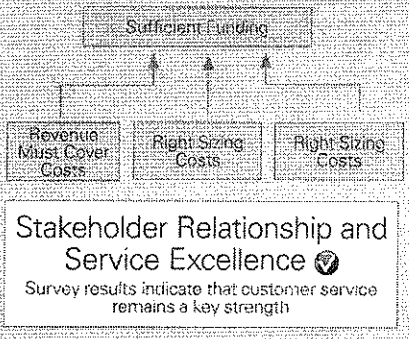 Sufficient Funding
Revenue
Must Cover
Costs
Right Sizing
Costs
Right Sizing
Costs
Stakeholder Relationship and
Service Excellence
Survey results indicate that customer service
remains a key strength